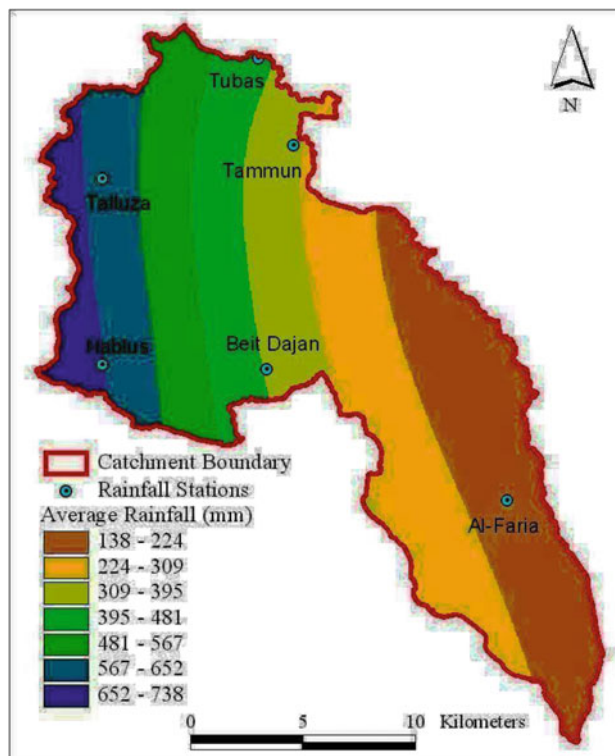 Tubas
N
Tammun
Talluza
Nablus
Beit Dajan
Catchment Boundary
Rainfall Stations
Average Rainfall (mm)
138 - 224
224 - 309
309 - 395
395 - 481
481 - 567
567 - 652
652 - 738
Al-Faria
0 5 10 Kilometers